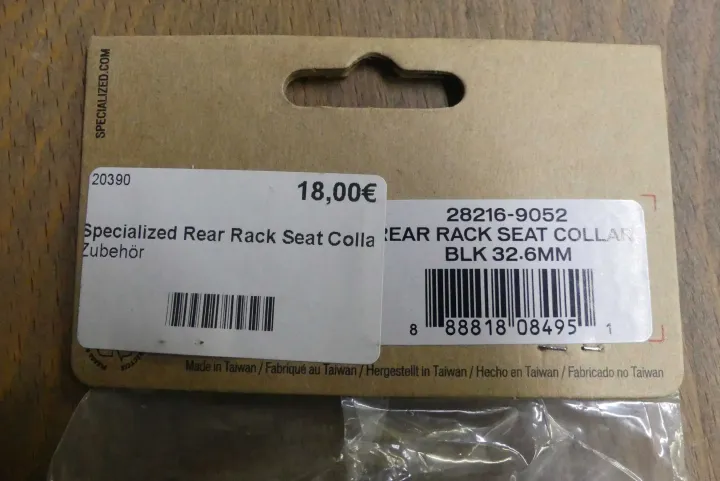 SPECIALIZED.COM
20390
18,00€
Specialized Rear Rack Seat Colla
Zubehör
28216-9052
REAR RACK SEAT COLLAR
BLK 32.6MM
8 88818 08495 1
Made in Taiwan / Fabriqué au Taiwan / Hergestellt in Taiwan / Hecho en Taiwan / Fabricado no Taiwan